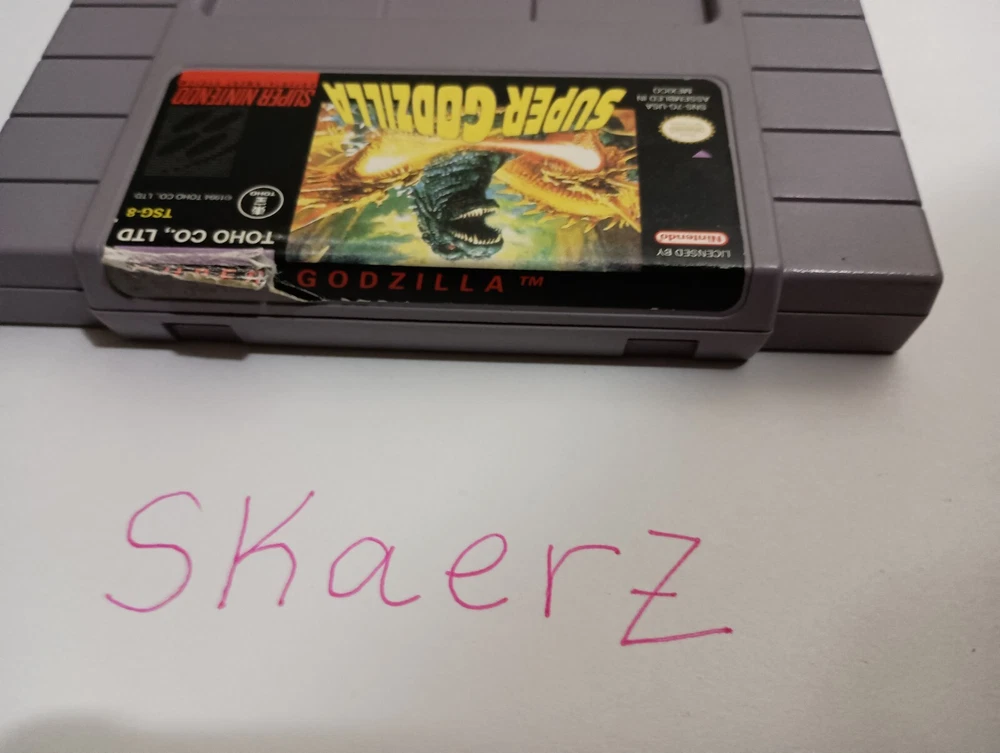 SUPER GODZILLA™
SUPER NINTENDO
SNS-7G-USA
ASSEMBLED IN
MEXICO
©1994 TOHO CO., LTD.
TSG-8
TOHO
TOHO CO., LTD
LICENSED BY
Nintendo
SUPER GODZILLA
SKaerZ